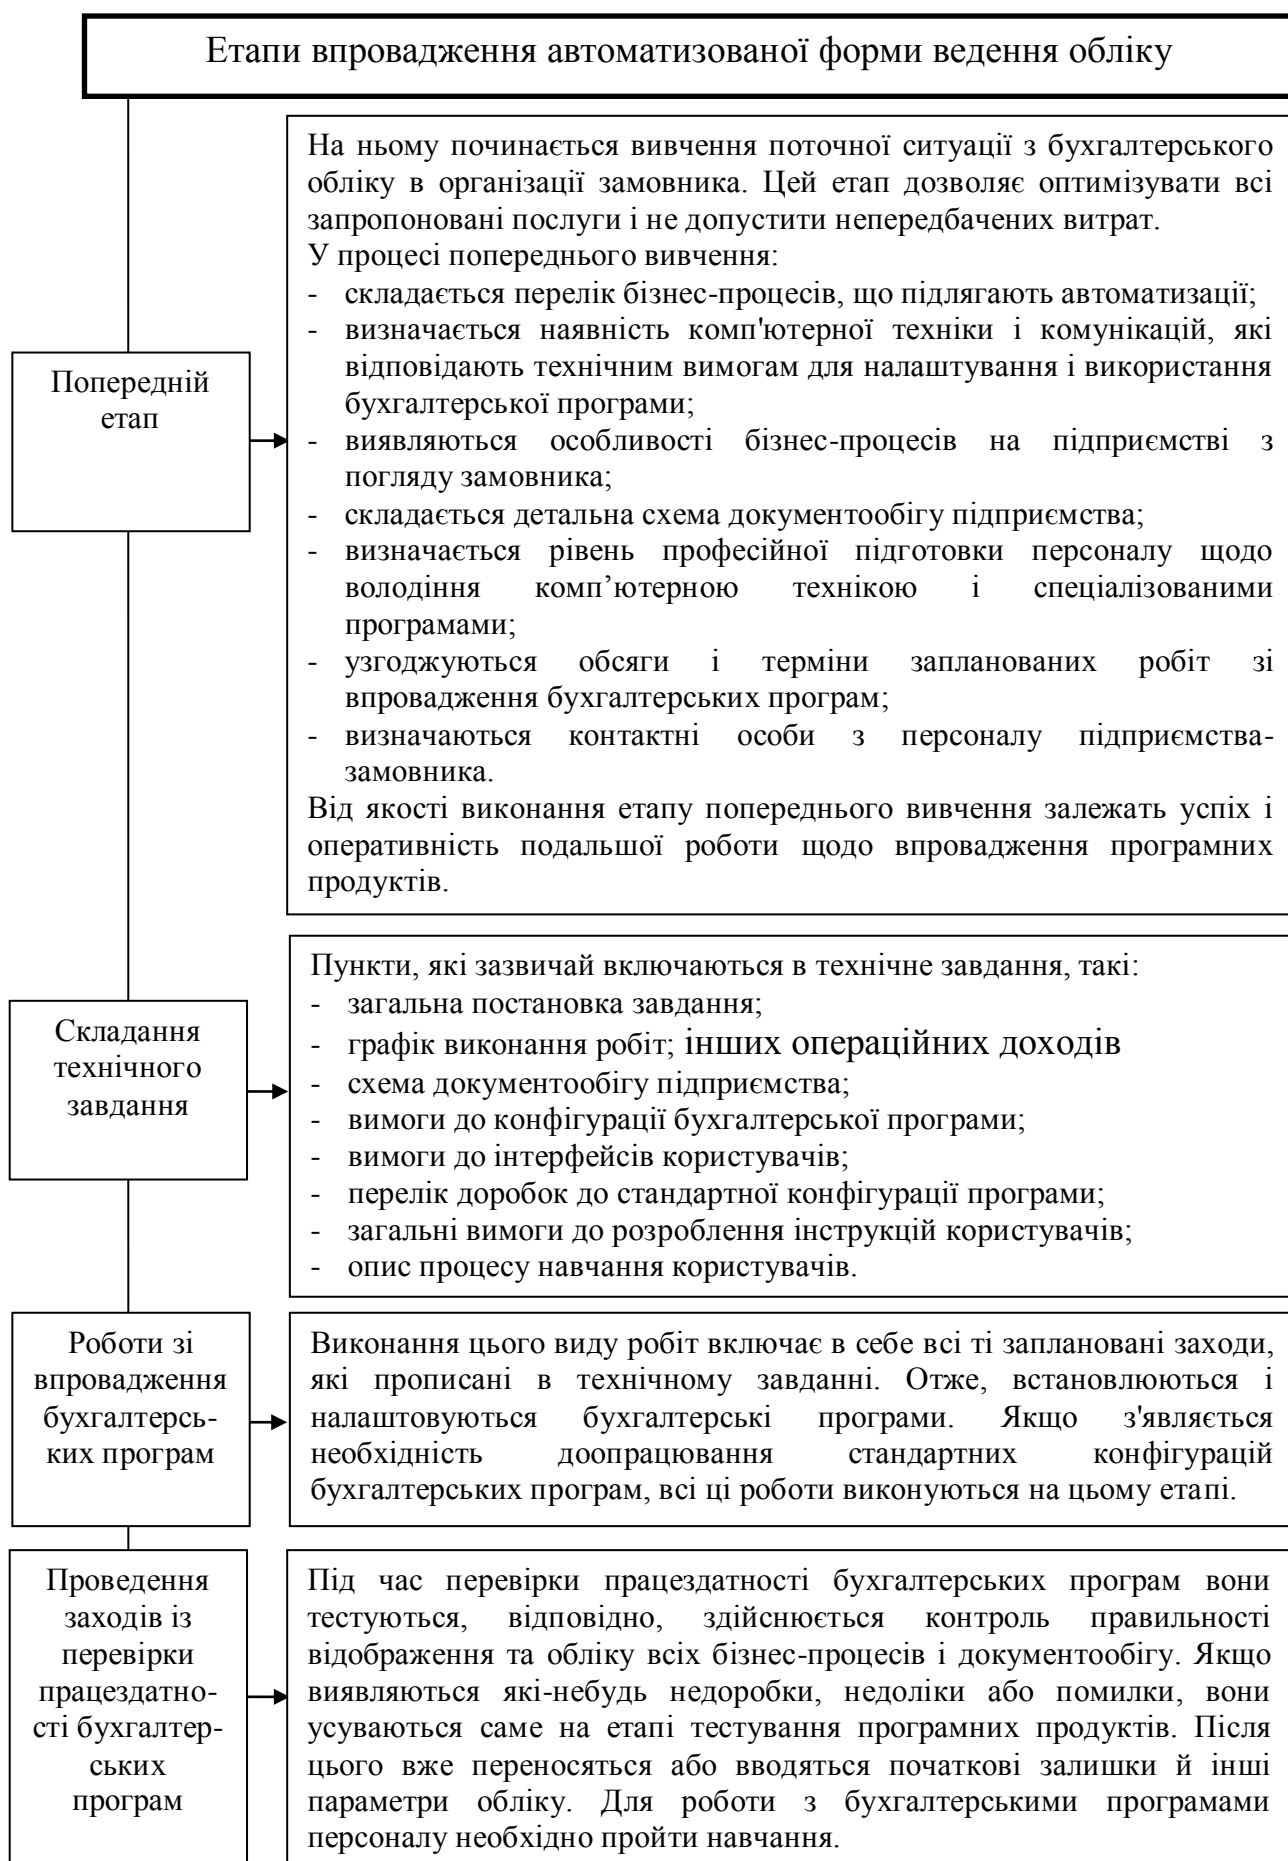 Етапи впровадження автоматизованої форми ведення обліку
Попередній
етап
На ньому починається вивчення поточної ситуації з бухгалтерського
обліку в організації замовника. Цей етап дозволяє оптимізувати всі
запропоновані послуги і не допустити непередбачених витрат.
У процесі попереднього вивчення:
- складається перелік бізнес-процесів, що підлягають автоматизації;
- визначається наявність комп'ютерної техніки і комунікацій, які
відповідають технічним вимогам для налаштування і використання
бухгалтерської програми;
- виявляються особливості бізнес-процесів на підприємстві з
погляду замовника;
- складається детальна схема документообігу підприємства;
- визначається рівень професійної підготовки персоналу щодо
володіння комп’ютерною технікою і спеціалізованими
програмами;
- узгоджуються обсяги і терміни запланованих робіт зі
впровадження бухгалтерських програм;
- визначаються контактні особи з персоналу підприємства-
замовника.
Від якості виконання етапу попереднього вивчення залежать успіх і
оперативність подальшої роботи щодо впровадження програмних
продуктів.
Складання
технічного
завдання
Пункти, які зазвичай включаються в технічне завдання, такі:
- загальна постановка завдання;
- графік виконання робіт; інших операційних доходів
- схема документообігу підприємства;
- вимоги до конфігурації бухгалтерської програми;
- вимоги до інтерфейсів користувачів;
- перелік доробок до стандартної конфігурації програми;
- загальні вимоги до розроблення інструкцій користувачів;
- опис процесу навчання користувачів.
Роботи зі
впровадження
бухгалтерсь-
ких програм
Виконання цього виду робіт включає в себе всі ті заплановані заходи,
які прописані в технічному завданні. Отже, встановлюються і
налаштовуються бухгалтерські програми. Якщо з'являється
необхідність доопрацювання стандартних конфігурацій
бухгалтерських програм, всі ці роботи виконуються на цьому етапі.
Проведення
заходів із
перевірки
працездатно-
сті бухгалтер-
ських
програм
Під час перевірки працездатності бухгалтерських програм вони
тестуються, відповідно, здійснюється контроль правильності
відображення та обліку всіх бізнес-процесів і документообігу. Якщо
виявляються які-небудь недоробки, недоліки або помилки, вони
усуваються саме на етапі тестування програмних продуктів. Після
цього вже переносяться або вводяться початкові залишки й інші
параметри обліку. Для роботи з бухгалтерськими програмами
персоналу необхідно пройти навчання.